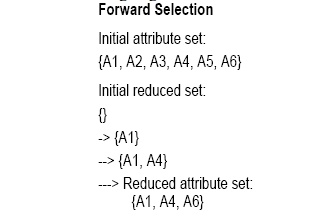 Forward Selection
Initial attribute set:
{A1, A2, A3, A4, A5, A6}
Initial reduced set:
{}
-> {A1}
--> {A1, A4}
---> Reduced attribute set:
{A1, A4, A6}